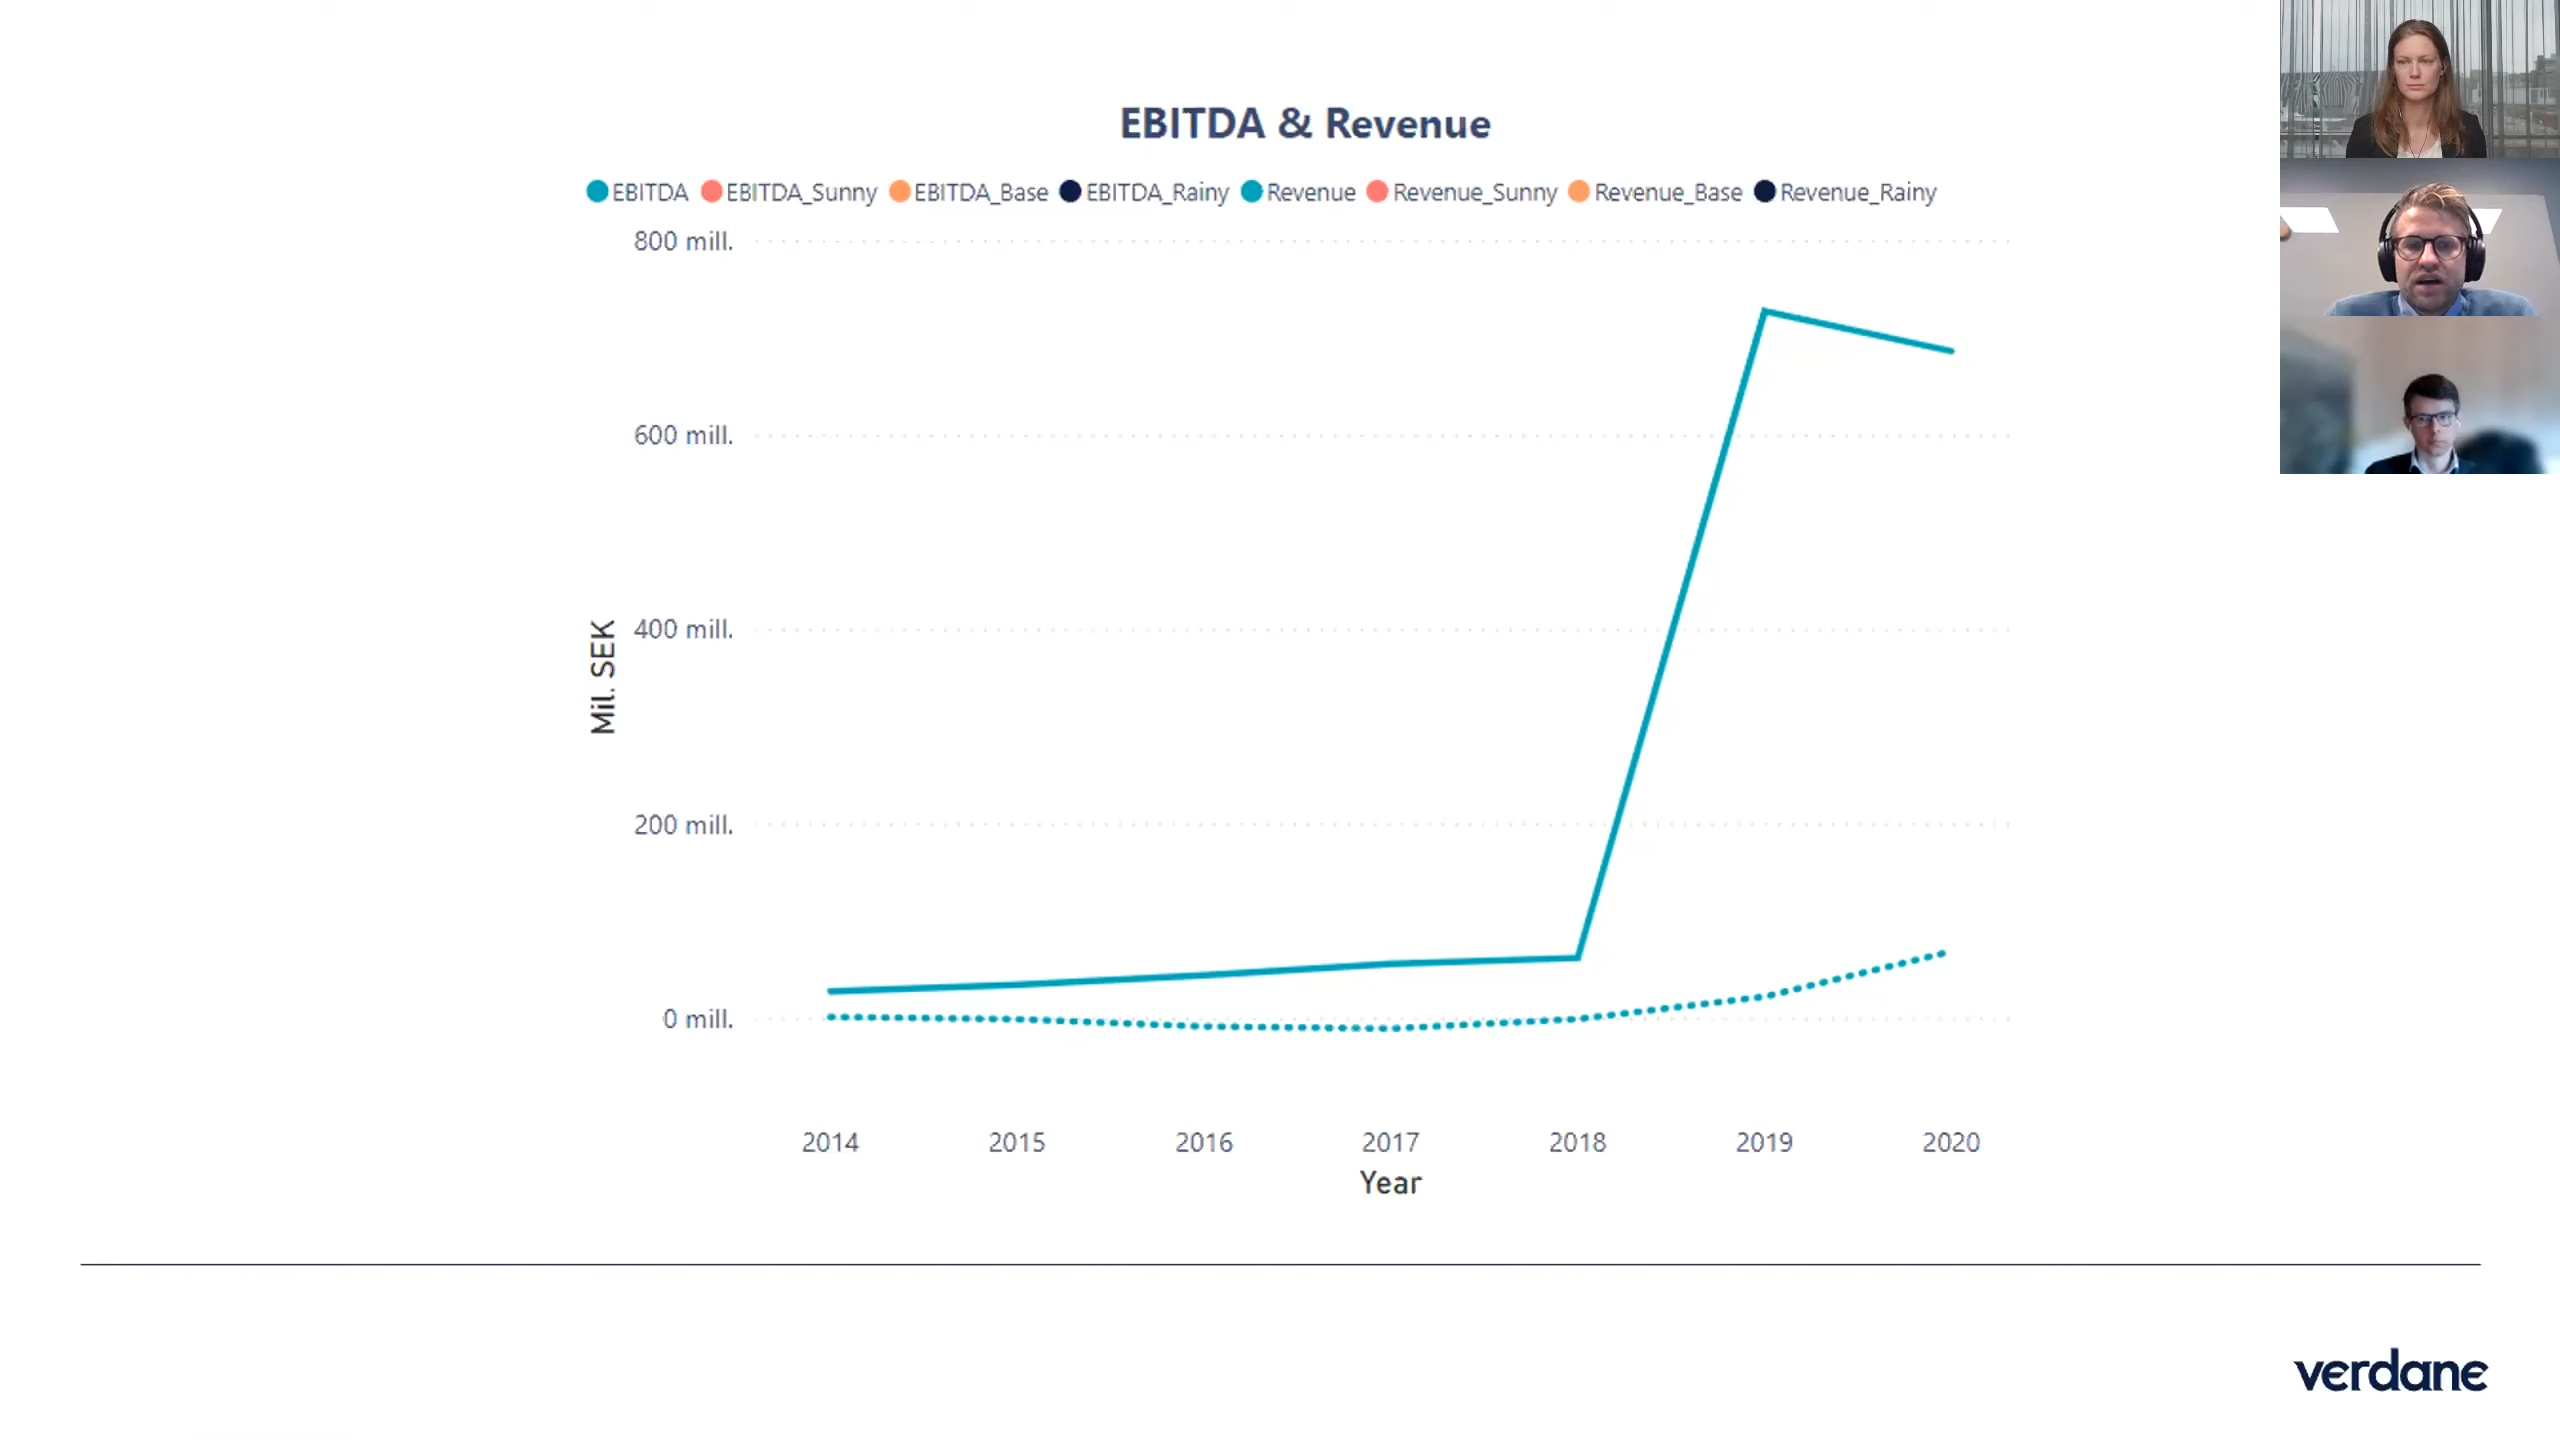 EBITDA & Revenue
EBITDA EBITDA_Sunny EBITDA_Base EBITDA_Rainy Revenue Revenue_Sunny Revenue_Base Revenue_Rainy
800 mill.
600 mill.
400 mill.
200 mill.
0 mill.
Mil. SEK
2014 2015 2016 2017 2018 2019 2020
Year
verdane